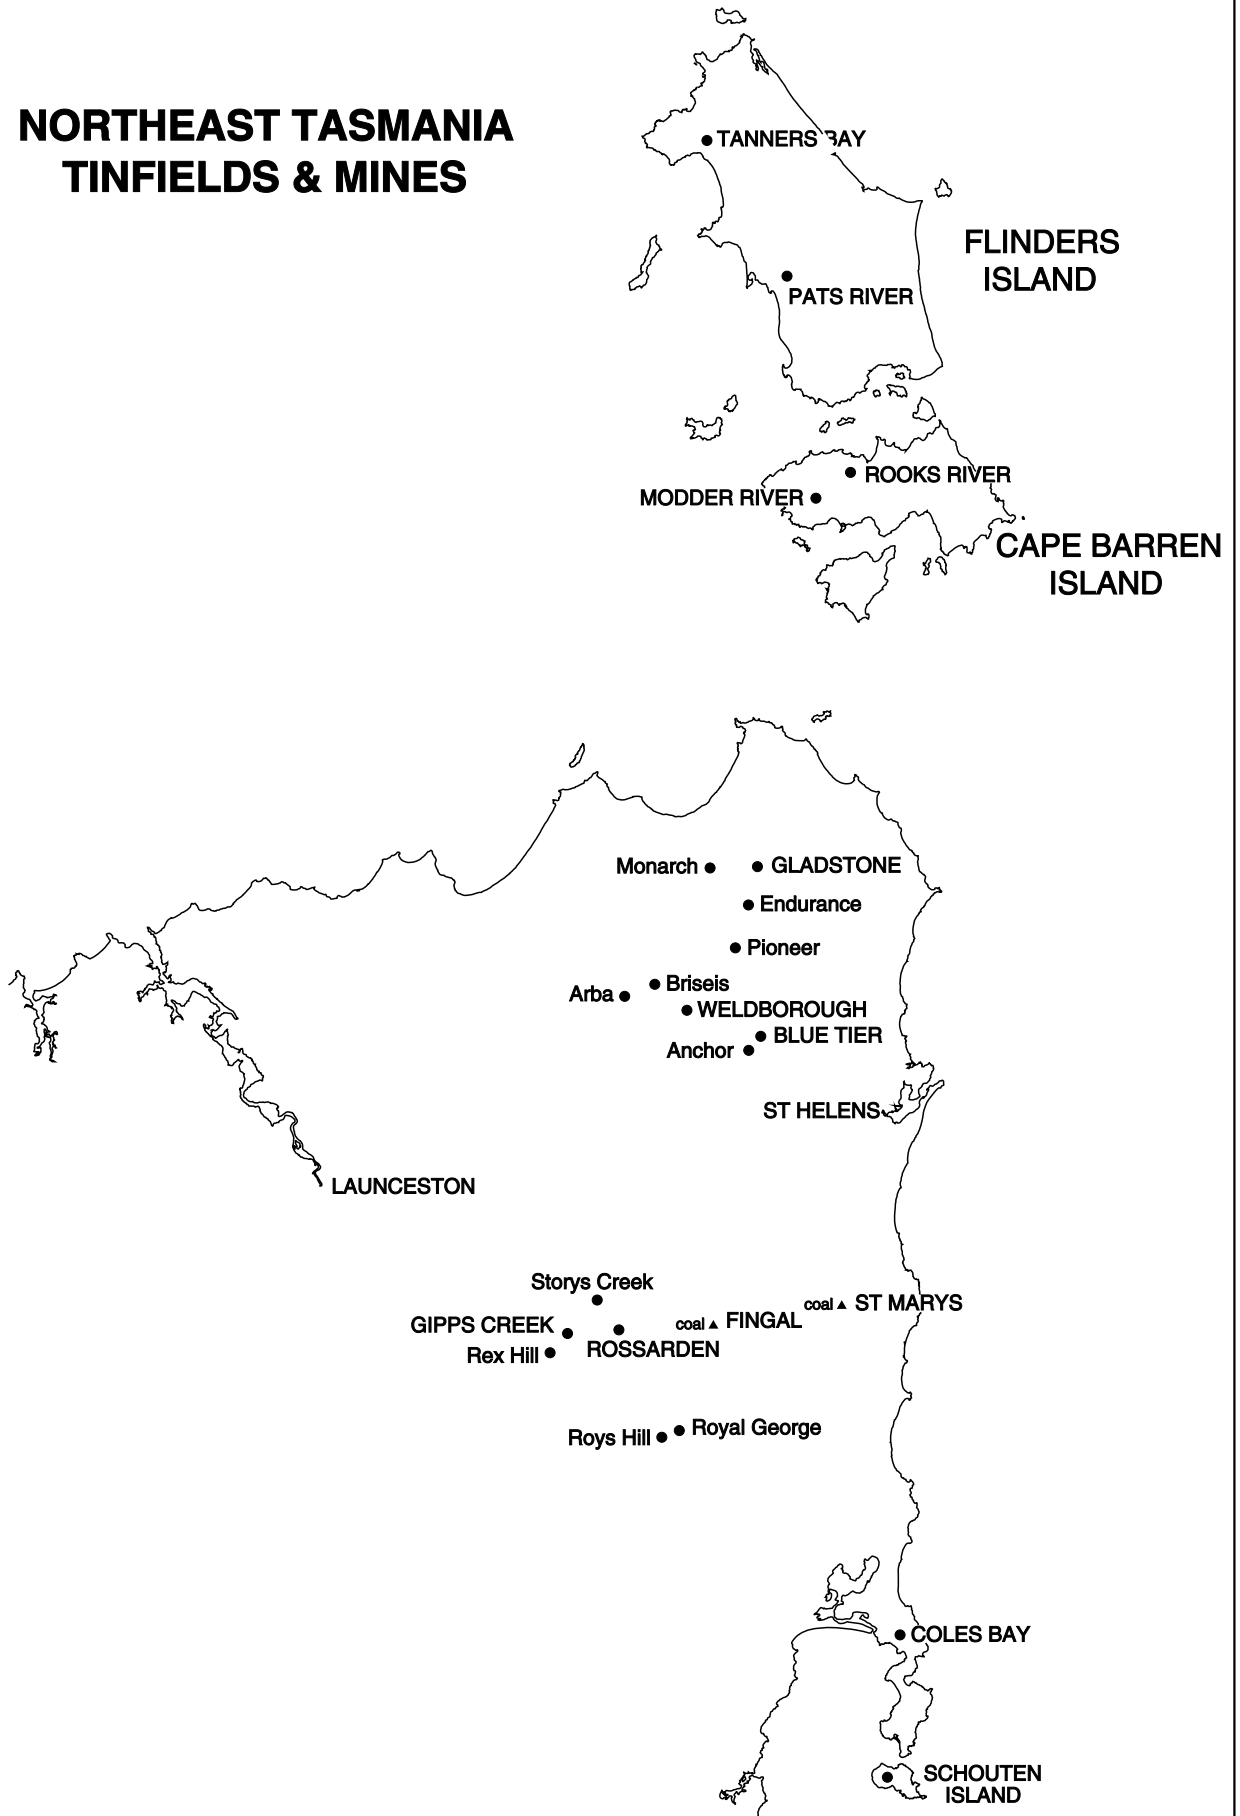 NORTHEAST TASMANIA
TINFIELDS & MINES
TANNERS BAY
FLINDERS
ISLAND
PATS RIVER
ROOKS RIVER
MODDER RIVER
CAPE BARREN
ISLAND
Monarch
GLADSTONE
Endurance
Pioneer
Briseis
Arba
WELDBOROUGH
BLUE TIER
Anchor
ST HELENS
LAUNCESTON
Storys Creek
coal
ST MARYS
coal
FINGAL
GIPPS CREEK
ROSSARDEN
Rex Hill
Royal George
Roys Hill
COLES BAY
SCHOUTEN
ISLAND